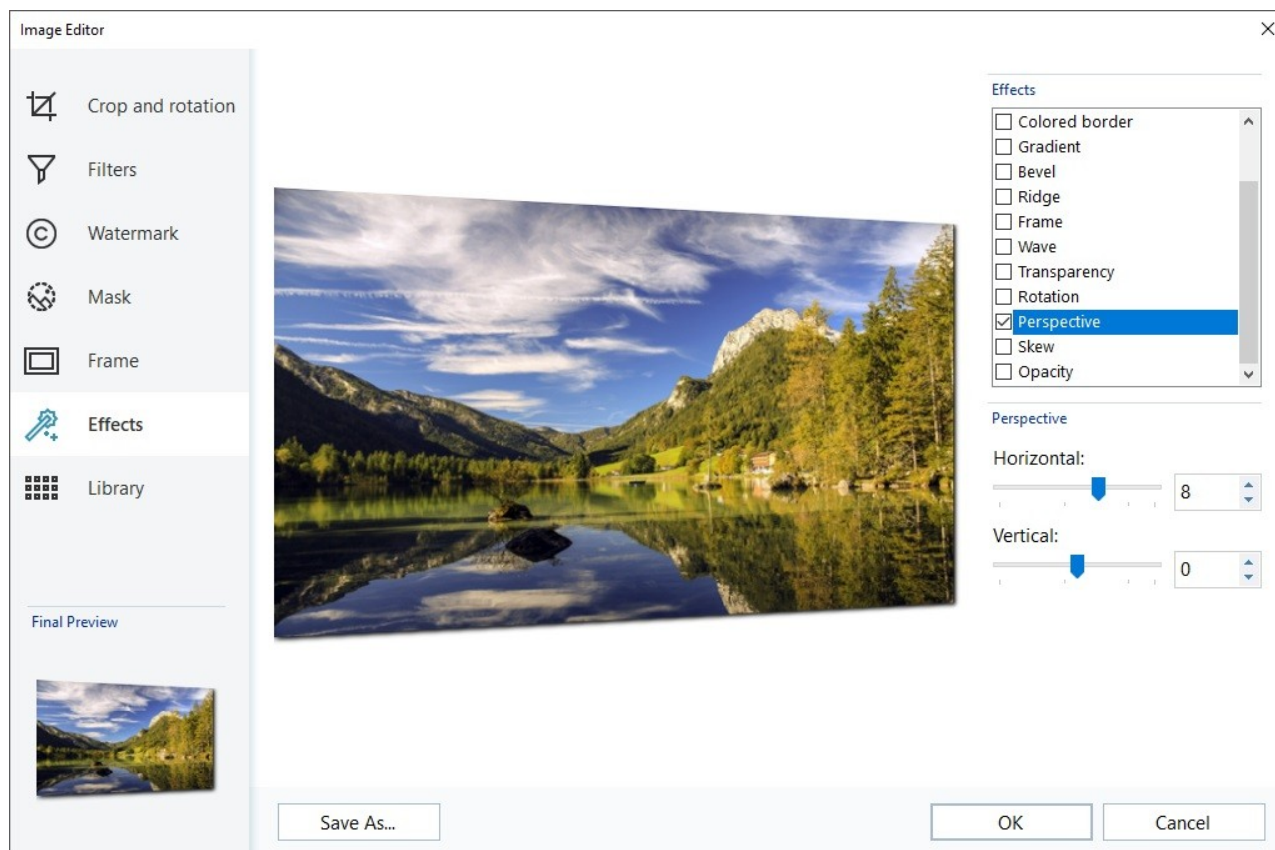 Image Editor
Crop and rotation
Filters
Watermark
Mask
Frame
Effects
Library
Final Preview
Effects
Colored border
Gradient
Bevel
Ridge
Frame
Wave
Transparency
Rotation
Perspective
Skew
Opacity
Perspective
Horizontal:
8
Vertical:
0
Save As...
OK
Cancel